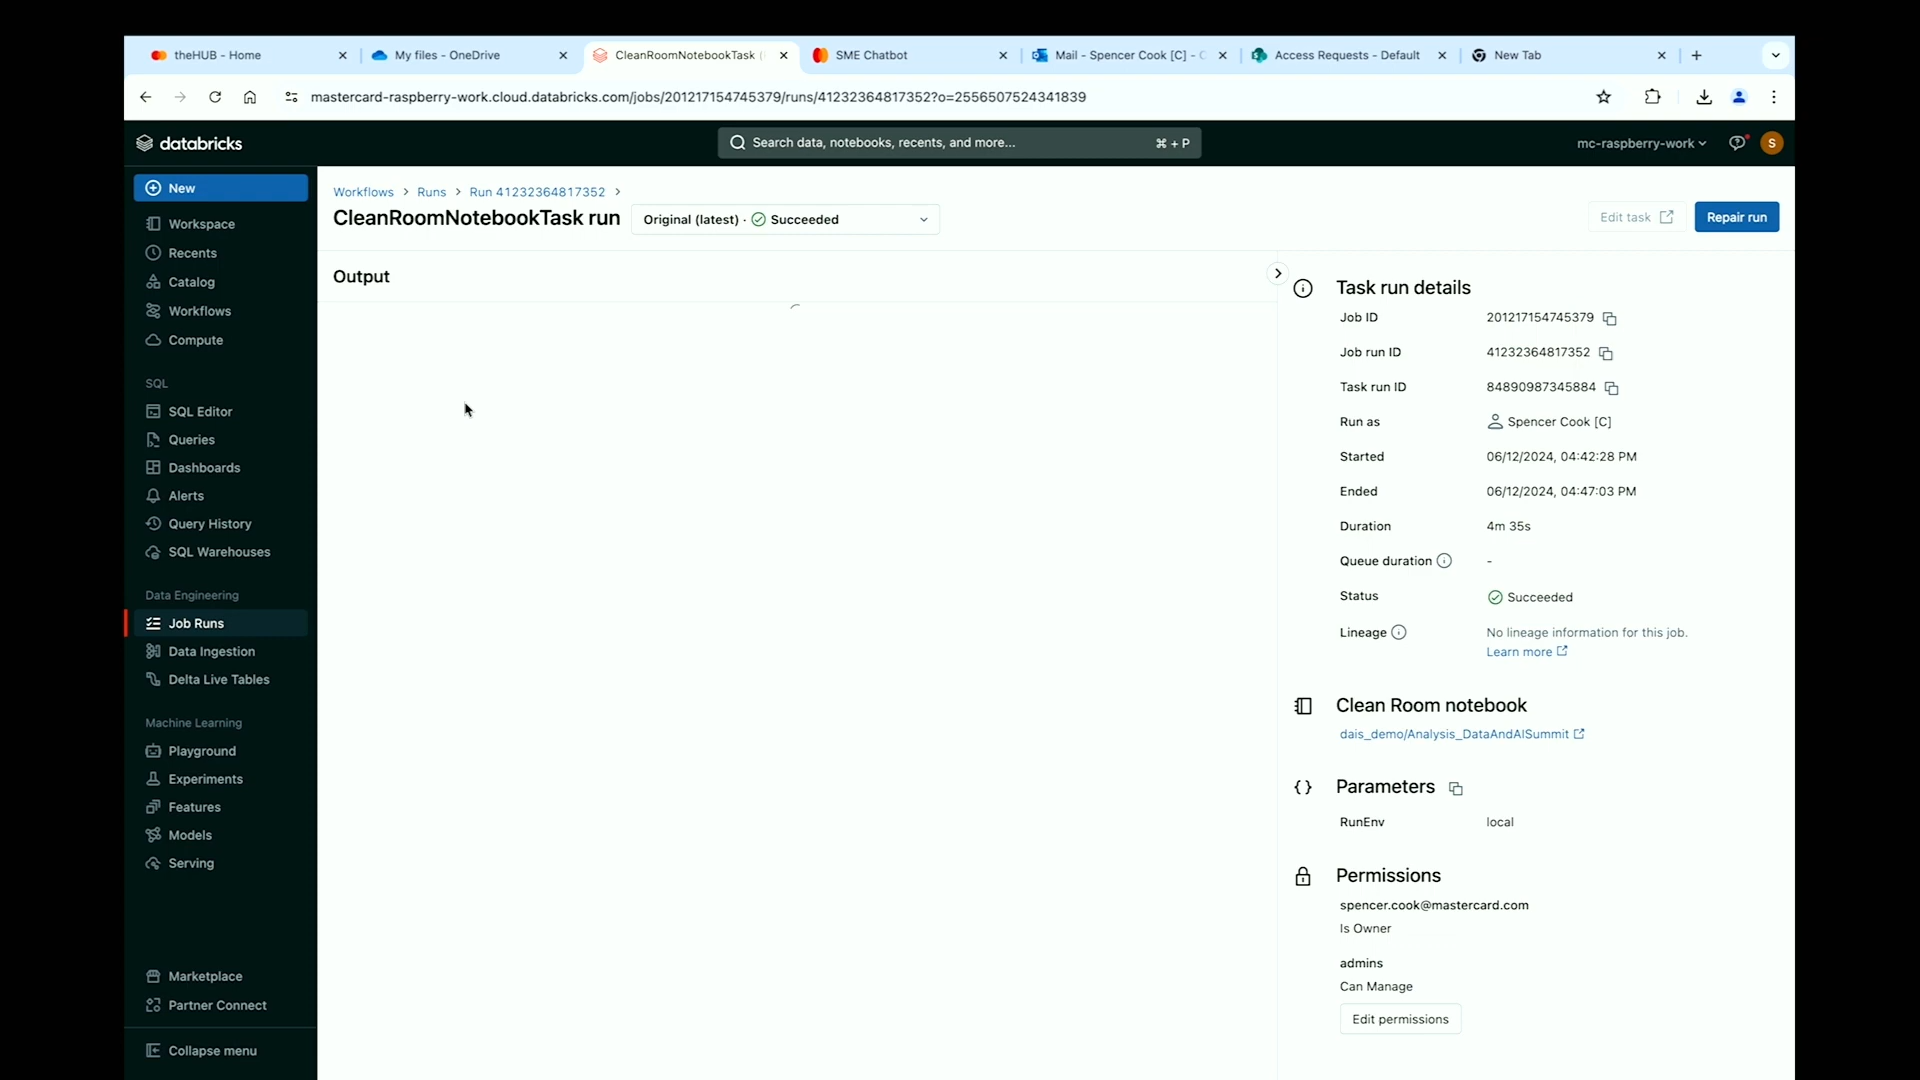 theHUB - Home
My files - OneDrive
CleanRoomNotebookTask (
SME Chatbot
Mail - Spencer Cook [C] - C
Access Requests - Default
New Tab
mastercard-raspberry-work.cloud.databricks.com/jobs/201217154745379/runs/41232364817352?o=2556507524341839
databricks
Search data, notebooks, recents, and more...
⌘ + P
mc-raspberry-work
S
New
Workspace
Recents
Catalog
Workflows
Compute
SQL
SQL Editor
Queries
Dashboards
Alerts
Query History
SQL Warehouses
Data Engineering
Job Runs
Data Ingestion
Delta Live Tables
Machine Learning
Playground
Experiments
Features
Models
Serving
Marketplace
Partner Connect
Collapse menu
Workflows > Runs > Run 41232364817352 >
CleanRoomNotebookTask run
Original (latest) · Succeeded
Edit task
Repair run
Output
Task run details
Job ID 201217154745379
Job run ID 41232364817352
Task run ID 84890987345884
Run as Spencer Cook [C]
Started 06/12/2024, 04:42:28 PM
Ended 06/12/2024, 04:47:03 PM
Duration 4m 35s
Queue duration -
Status Succeeded
Lineage No lineage information for this job.
Learn more
Clean Room notebook
dais_demo/Analysis_DataAndAISummit
Parameters
RunEnv local
Permissions
spencer.cook@mastercard.com
Is Owner
admins
Can Manage
Edit permissions